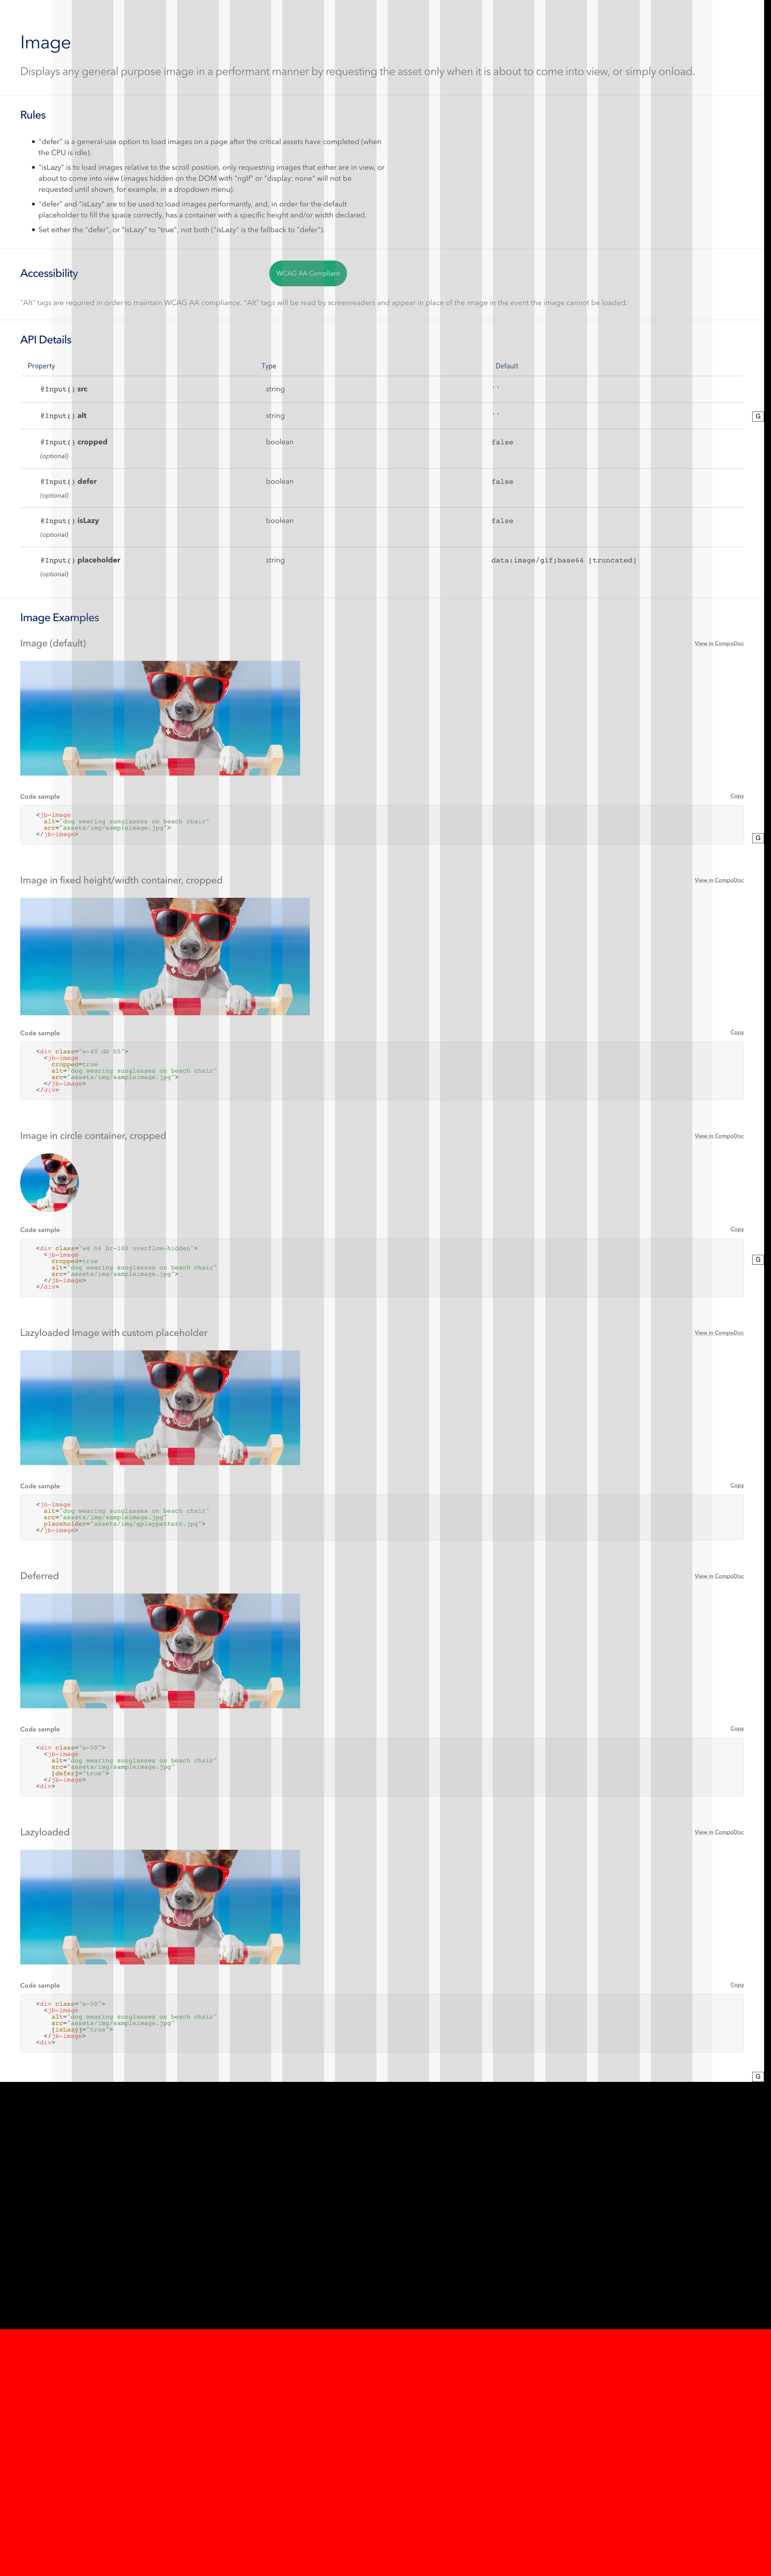 Image
Displays any general purpose image in a performant manner by requesting the asset only when it is about to come into view, or simply onload.
Rules
• "defer" is a general-use option to load images on a page after the critical assets have completed (when
the CPU is idle).
• "isLazy" is to load images relative to the scroll position, only requesting images that either are in view, or
about to come into view (images hidden on the DOM with "ngIf" or "display: none" will not be
requested until shown, for example, in a dropdown menu).
• "defer" and "isLazy" are to be used to load images performantly, and, in order for the default
placeholder to fill the space correctly, has a container with a specific height and/or width declared.
• Set either the "defer", or "isLazy" to "true", not both ("isLazy" is the fallback to "defer").
Accessibility WCAG AA Compliant
"Alt" tags are required in order to maintain WCAG AA compliance. "Alt" tags will be read by screenreaders and appear in place of the image in the event the image cannot be loaded.
API Details
Property Type Default
@Input() src string ''
@Input() alt string ''
G
@Input() cropped boolean false
(optional)
@Input() defer boolean false
(optional)
@Input() isLazy boolean false
(optional)
@Input() placeholder string data:image/gif;base64 [truncated]
(optional)
Image Examples
Image (default) View in CompoDoc
Code sample Copy
<jb-image
alt="dog wearing sunglasses on beach chair"
src="assets/img/sampleimage.jpg">
</jb-image>
G
Image in fixed height/width container, cropped View in CompoDoc
Code sample Copy
<div class="w-40 db h5">
<jb-image
cropped=true
alt="dog wearing sunglasses on beach chair"
src="assets/img/sampleimage.jpg">
</jb-image>
</div>
Image in circle container, cropped View in CompoDoc
Code sample Copy
<div class="w4 h4 br-100 overflow-hidden">
<jb-image
cropped=true
alt="dog wearing sunglasses on beach chair"
src="assets/img/sampleimage.jpg">
</jb-image>
</div>
G
Lazyloaded Image with custom placeholder View in CompoDoc
Code sample Copy
<jb-image
alt="dog wearing sunglasses on beach chair"
src="assets/img/sampleimage.jpg"
placeholder="assets/img/gplaypattern.jpg">
</jb-image>
Deferred View in CompoDoc
Code sample Copy
<div class="w-50">
<jb-image
alt="dog wearing sunglasses on beach chair"
src="assets/img/sampleimage.jpg"
[defer]="true">
</jb-image>
<div>
Lazyloaded View in CompoDoc
Code sample Copy
<div class="w-50">
<jb-image
alt="dog wearing sunglasses on beach chair"
src="assets/img/sampleimage.jpg"
[isLazy]="true">
</jb-image>
<div>
G